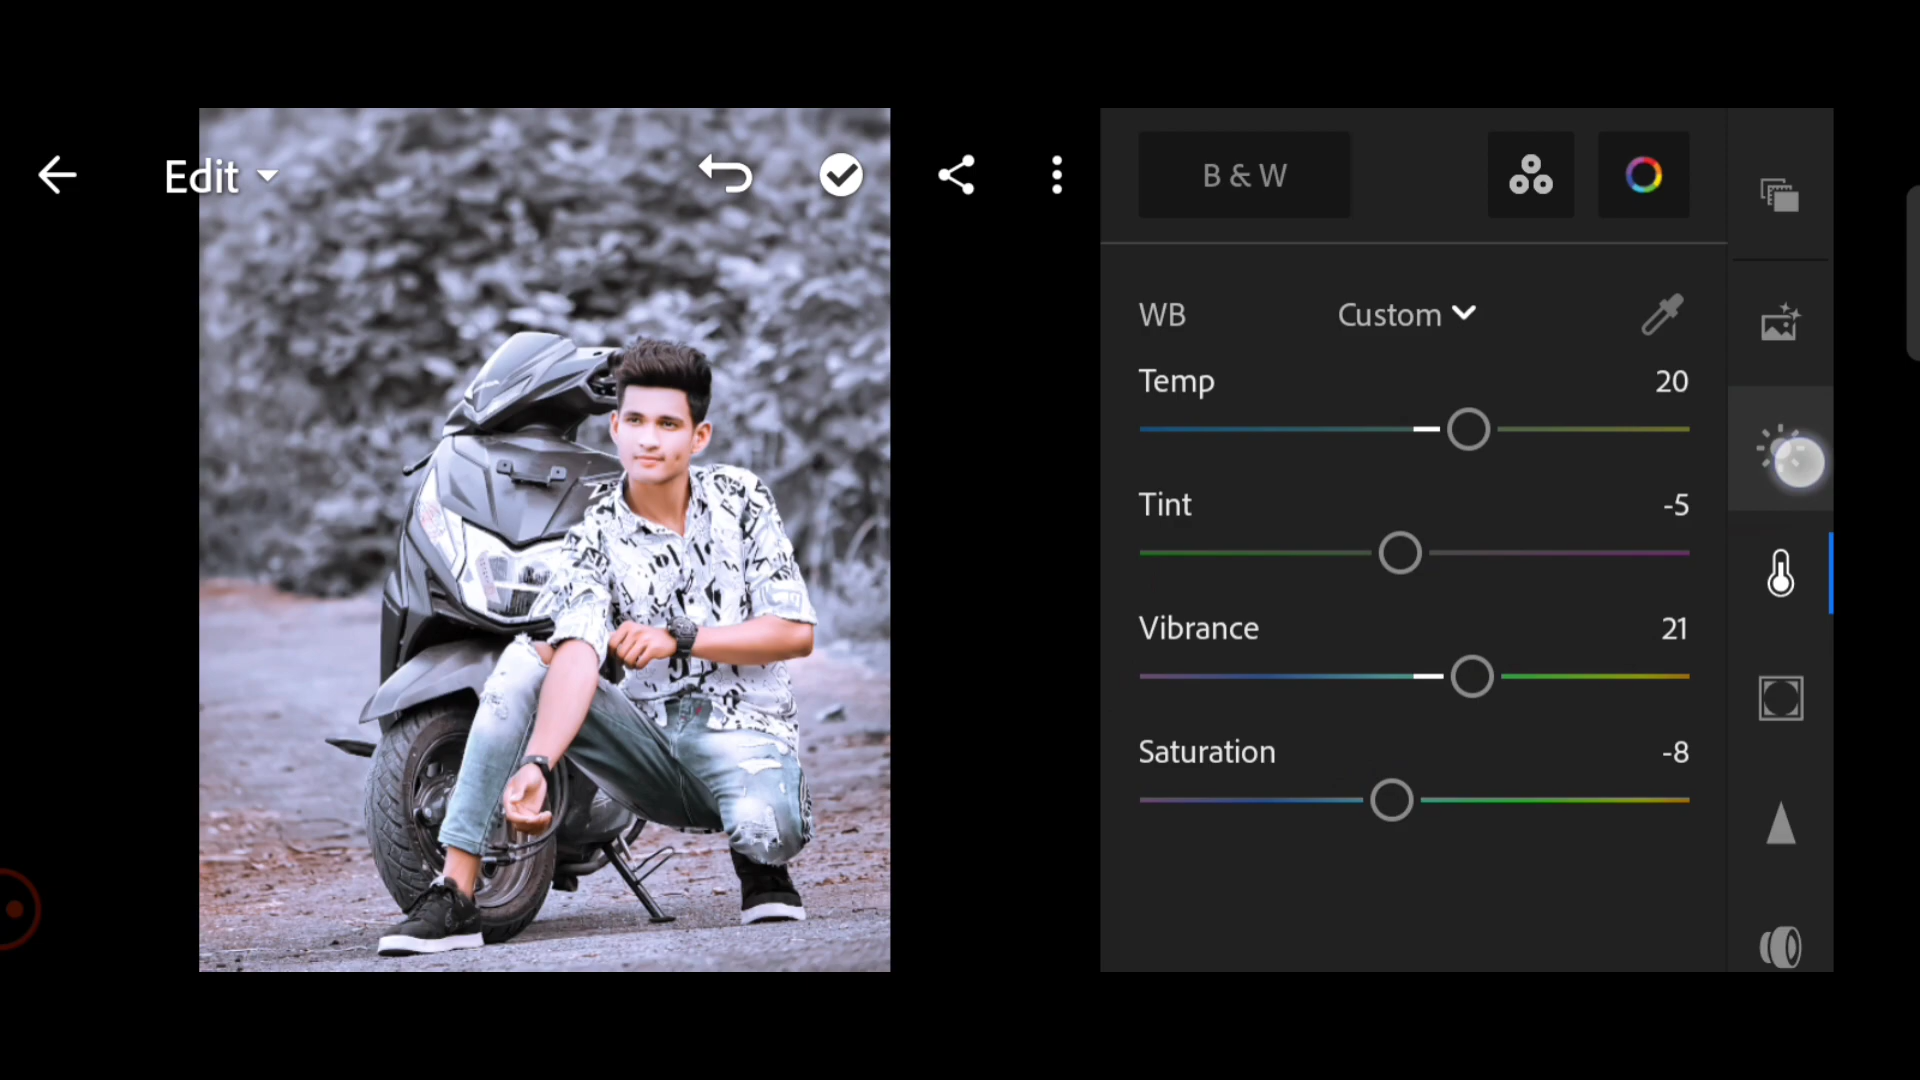 Edit
B & W
WB Custom
Temp 20
Tint -5
Vibrance 21
Saturation -8